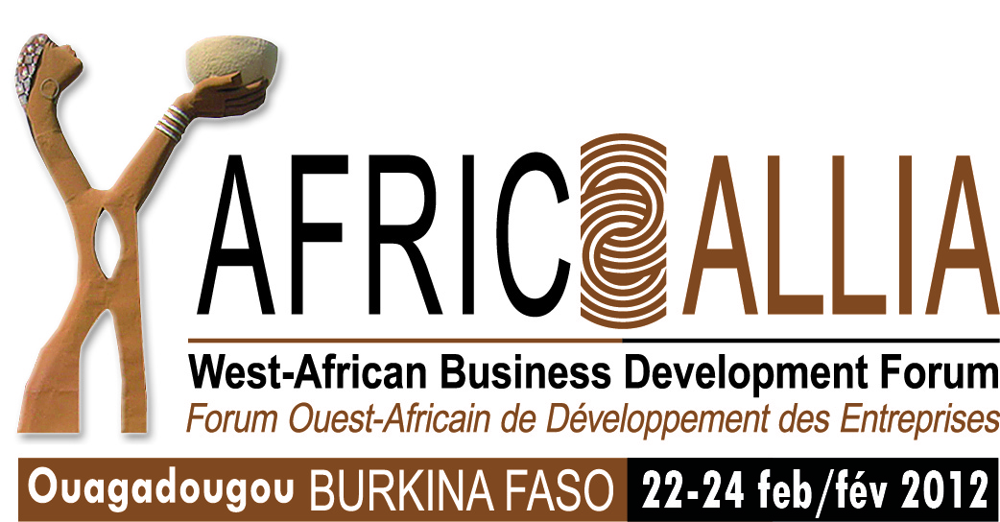 AFRICALLIA
West-African Business Development Forum
Forum Ouest-Africain de Développement des Entreprises
Ouagadougou BURKINA FASO 22-24 feb/fév 2012